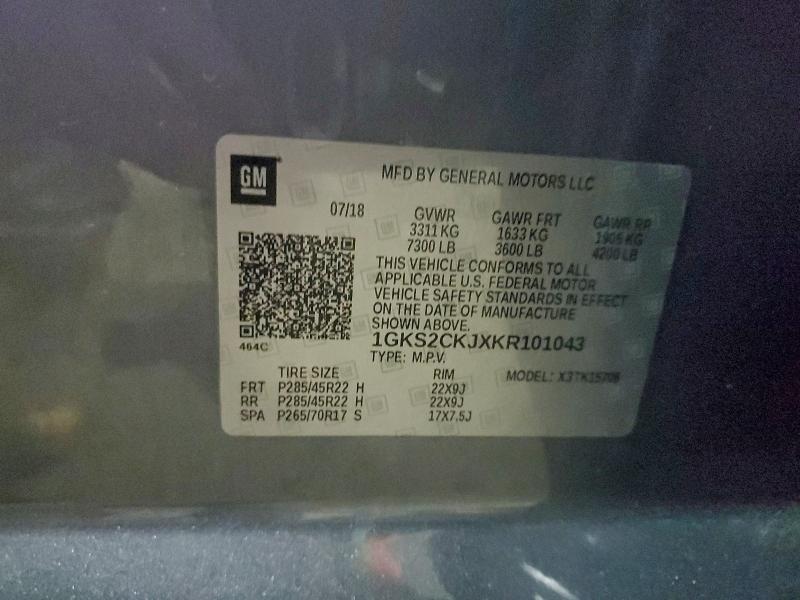 GM
MFD BY GENERAL MOTORS LLC
07/18
GVWR GAWR FRT GAWR RR
3311 KG 1633 KG 1905 KG
7300 LB 3600 LB 4200 LB
THIS VEHICLE CONFORMS TO ALL
APPLICABLE U.S. FEDERAL MOTOR
VEHICLE SAFETY STANDARDS IN EFFECT
ON THE DATE OF MANUFACTURE
SHOWN ABOVE.
464C
1GKS2CKJXKR101043
TYPE: M.P.V.
TIRE SIZE RIM MODEL: X3TK15706
FRT P285/45R22 H 22X9J
RR P285/45R22 H 22X9J
SPA P265/70R17 S 17X7.5J